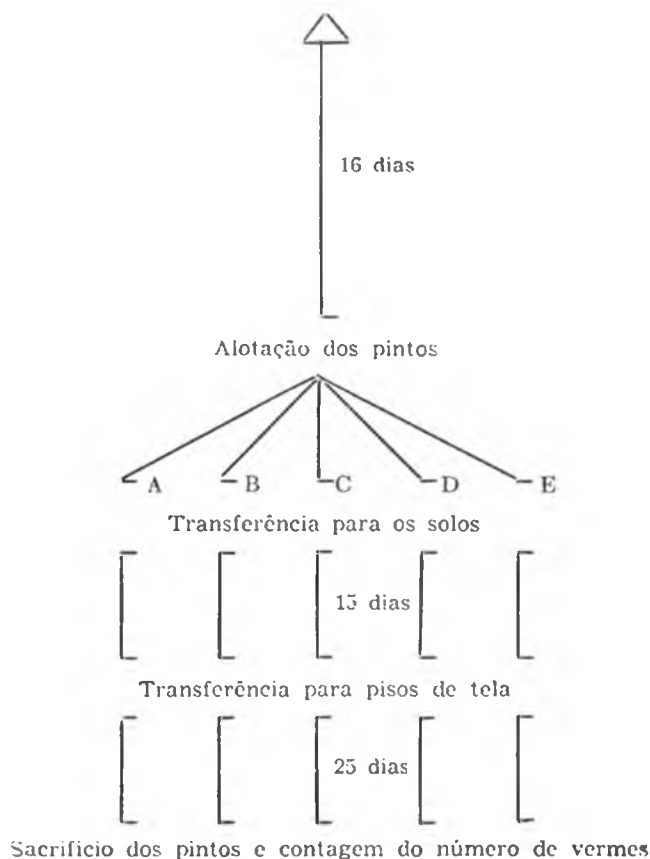 16 dias
Alotação dos pintos
A B C D E
Transferência para os solos
15 dias
Transferência para pisos de tela
25 dias
Sacrifício dos pintos e contagem do número de vermes